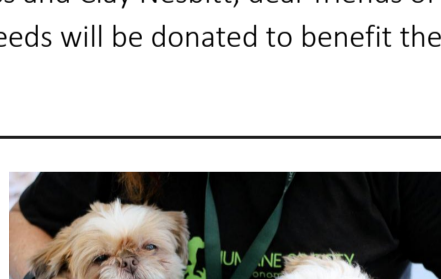 and Clay Nesbitt, dear friends of
eeds will be donated to benefit the